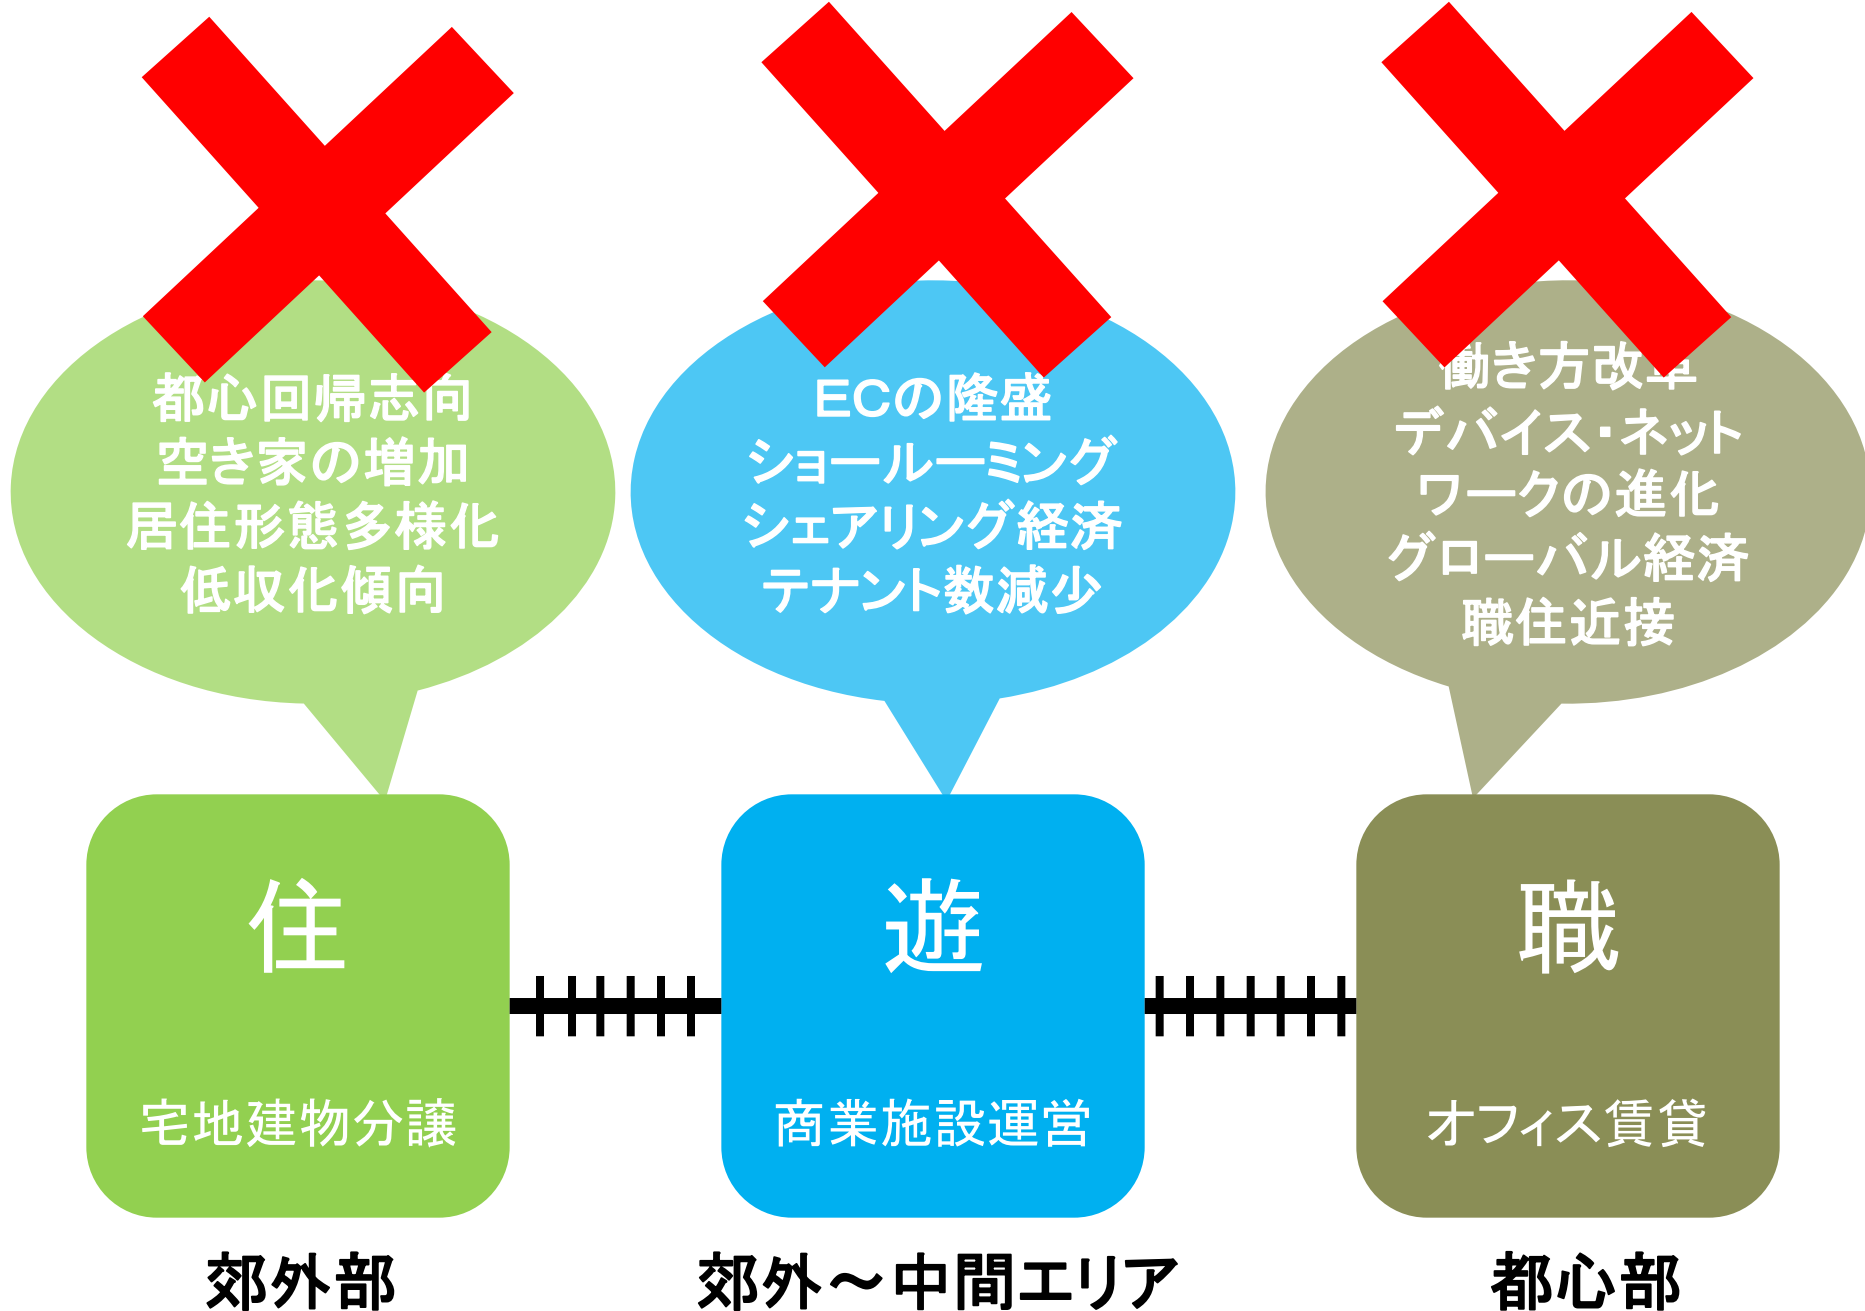 都心回帰志向
空き家の増加
居住形態多様化
低収化傾向
ECの隆盛
ショールーミング
シェアリング経済
テナント数減少
働き方改革
デバイス・ネット
ワークの進化
グローバル経済
職住近接
住
宅地建物分譲
遊
商業施設運営
職
オフィス賃貸
郊外部
郊外～中間エリア
都心部